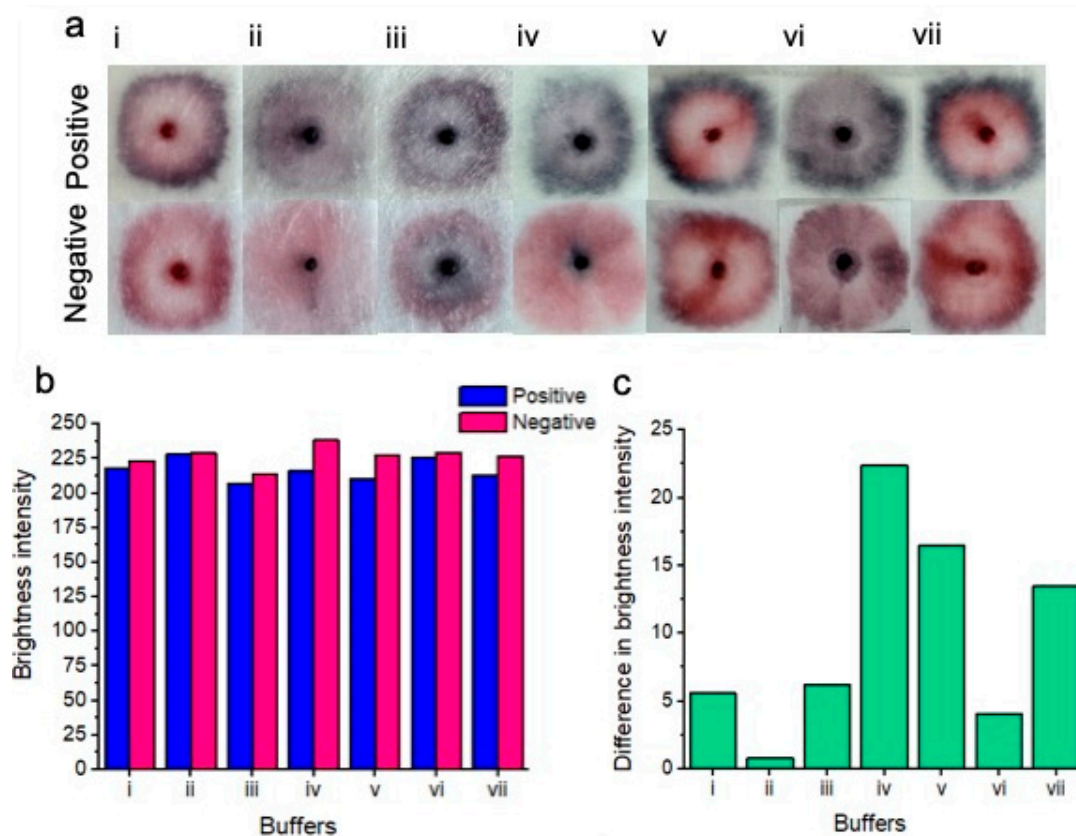 a
i ii iii iv v vi vii
Positive
Negative
b
Positive
Negative
250
225
200
175
150
125
100
75
50
25
0
Brightness intensity
i ii iii iv v vi vii
Buffers
c
25
20
15
10
5
0
Difference in brightness intensity
i ii iii iv v vi vii
Buffers